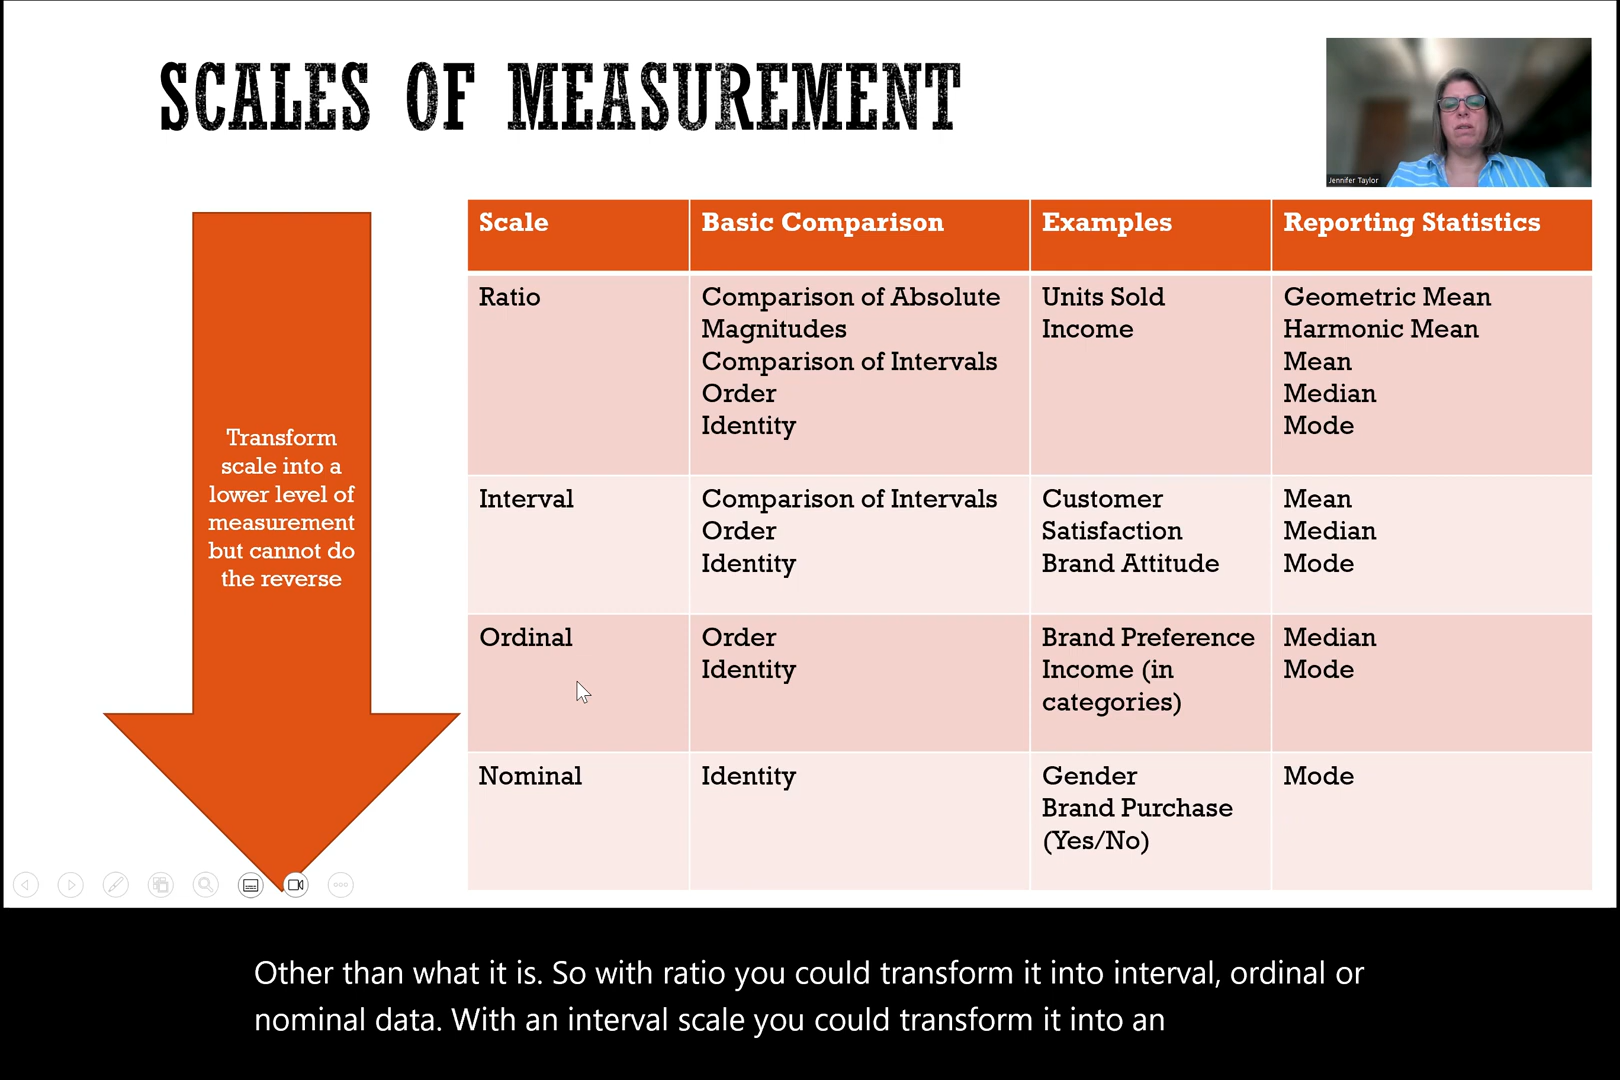 SCALES OF MEASUREMENT
Jennifer Taylor
Transform
scale into a
lower level of
measurement
but cannot do
the reverse
Scale
Basic Comparison
Examples
Reporting Statistics
Ratio
Comparison of Absolute
Magnitudes
Comparison of Intervals
Order
Identity
Units Sold
Income
Geometric Mean
Harmonic Mean
Mean
Median
Mode
Interval
Comparison of Intervals
Order
Identity
Customer
Satisfaction
Brand Attitude
Mean
Median
Mode
Ordinal
Order
Identity
Brand Preference
Income (in
categories)
Median
Mode
Nominal
Identity
Gender
Brand Purchase
(Yes/No)
Mode
Other than what it is. So with ratio you could transform it into interval, ordinal or
nominal data. With an interval scale you could transform it into an